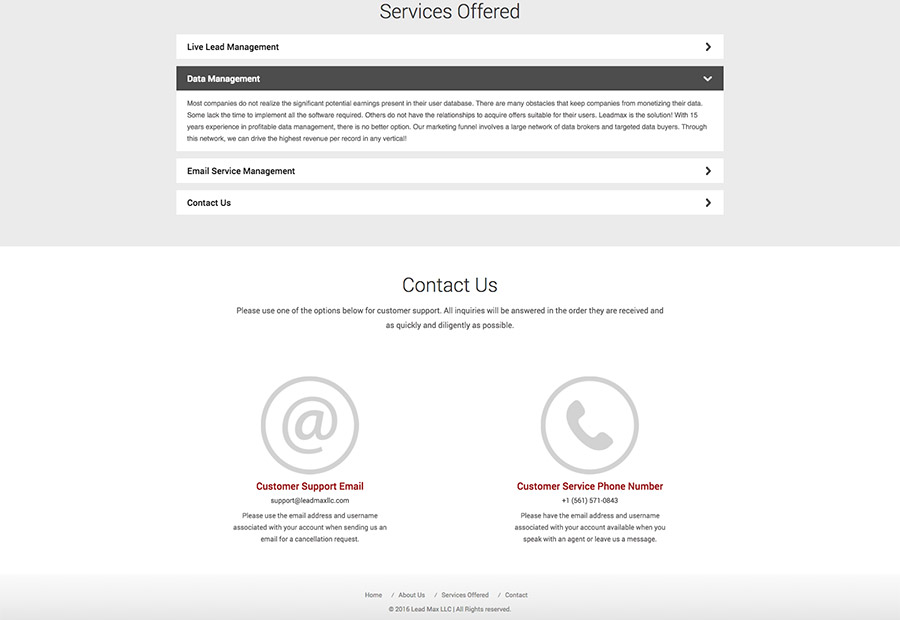 Services Offered
Live Lead Management
Data Management
Most companies do not realize the significant potential earnings present in their user database. There are many obstacles that keep companies from monetizing their data.
Some lack the time to implement all the software required. Others do not have the relationships to acquire offers suitable for their users. Leadmax is the solution! With 15
years experience in profitable data management, there is no better option. Our marketing funnel involves a large network of data brokers and targeted data buyers. Through
this network, we can drive the highest revenue per record in any vertical!
Email Service Management
Contact Us
Contact Us
Please use one of the options below for customer support. All inquiries will be answered in the order they are received and
as quickly and diligently as possible.
@
Customer Support Email
support@leadmaxllc.com
Please use the email address and username
associated with your account when sending us an
email for a cancellation request.
Customer Service Phone Number
+1 (561) 571-0843
Please have the email address and username
associated with your account available when you
speak with an agent or leave us a message.
Home / About Us / Services Offered / Contact
© 2016 Lead Max LLC | All Rights reserved.